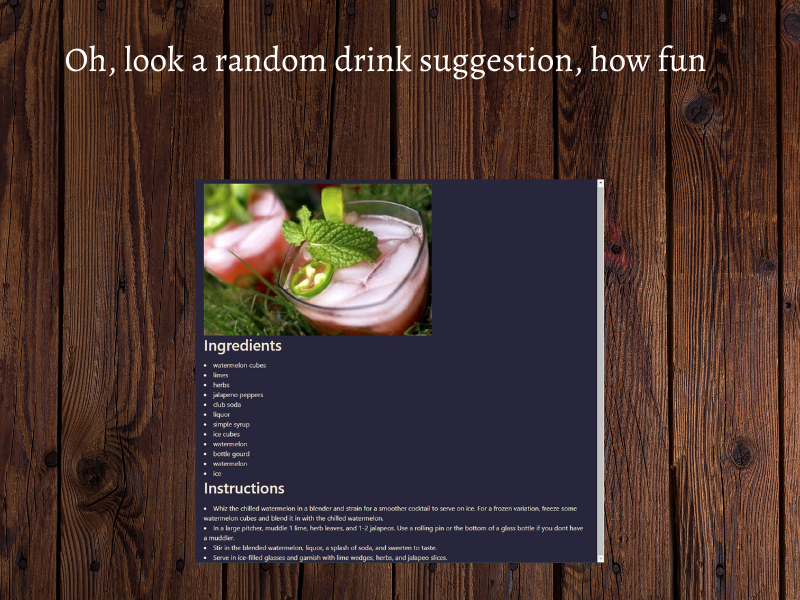 Oh, look a random drink suggestion, how fun
Ingredients
• watermelon cubes
• limes
• herbs
• jalapeno peppers
• club soda
• liquor
• simple syrup
• ice cubes
• watermelon
• bottle gourd
• watermelon
• ice
Instructions
• Whiz the chilled watermelon in a blender and strain for a smoother cocktail to serve on ice. For a frozen variation, freeze some
watermelon cubes and blend it in with the chilled watermelon.
• In a large pitcher, muddle 1 lime, herb leaves, and 1-2 jalapeos. Use a rolling pin or the bottom of a glass bottle if you dont have
a muddler.
• Stir in the blended watermelon, liquor, a splash of soda, and sweeten to taste.
• Serve in ice-filled glasses and garnish with lime wedges, herbs, and jalapeo slices.